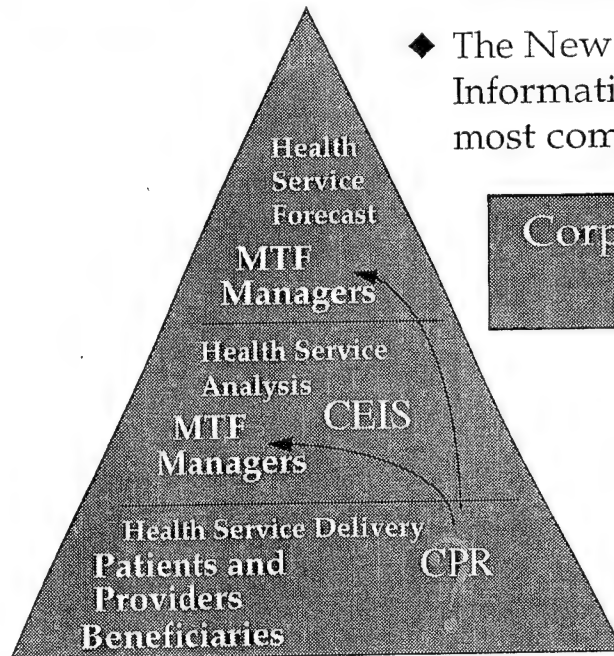 ◆ The New
Informati
most com
Corp
Health
Service
Forecast
MTF
Managers
Health Service
Analysis
CEIS
MTF
Managers
Health Service Delivery
CPR
Patients and
Providers
Beneficiaries